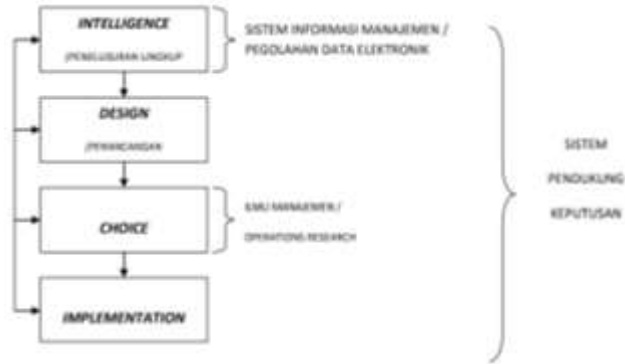 INTELLIGENCE
/PENELUSURAN LINGKUP
SISTEM INFORMASI MANAJEMEN /
PEGOLAHAN DATA ELEKTRONIK
DESIGN
/PERANCANGAN
SISTEM
PENDUKUNG
KEPUTUSAN
CHOICE
ILMU MANAJEMEN /
OPERATIONS RESEARCH
IMPLEMENTATION